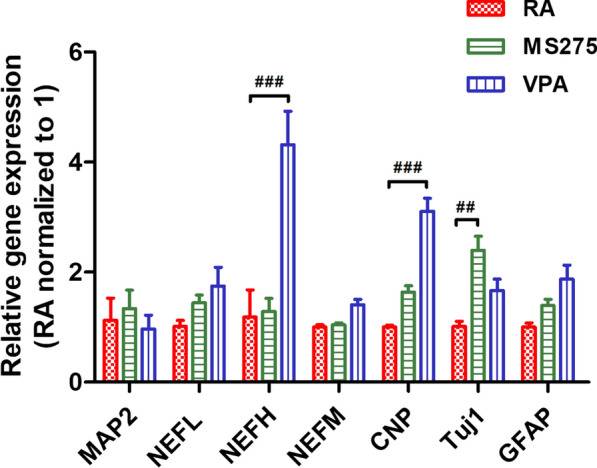 RA
MS275
VPA
Relative gene expression
(RA normalized to 1)
6
4
2
0
###
###
##
MAP2
NEFL
NEFH
NEFM
CNP
Tuj1
GFAP